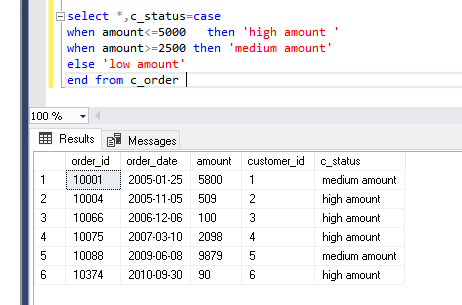 select *,c_status=case
when amount<=5000 then 'high amount '
when amount>=2500 then 'medium amount'
else 'low amount'
end from c_order
100 %
Results Messages
order_id order_date amount customer_id c_status
1 10001 2005-01-25 5800 1 medium amount
2 10004 2005-11-05 509 2 high amount
3 10066 2006-12-06 100 3 high amount
4 10075 2007-03-10 2098 4 high amount
5 10088 2009-06-08 9879 5 medium amount
6 10374 2010-09-30 90 6 high amount